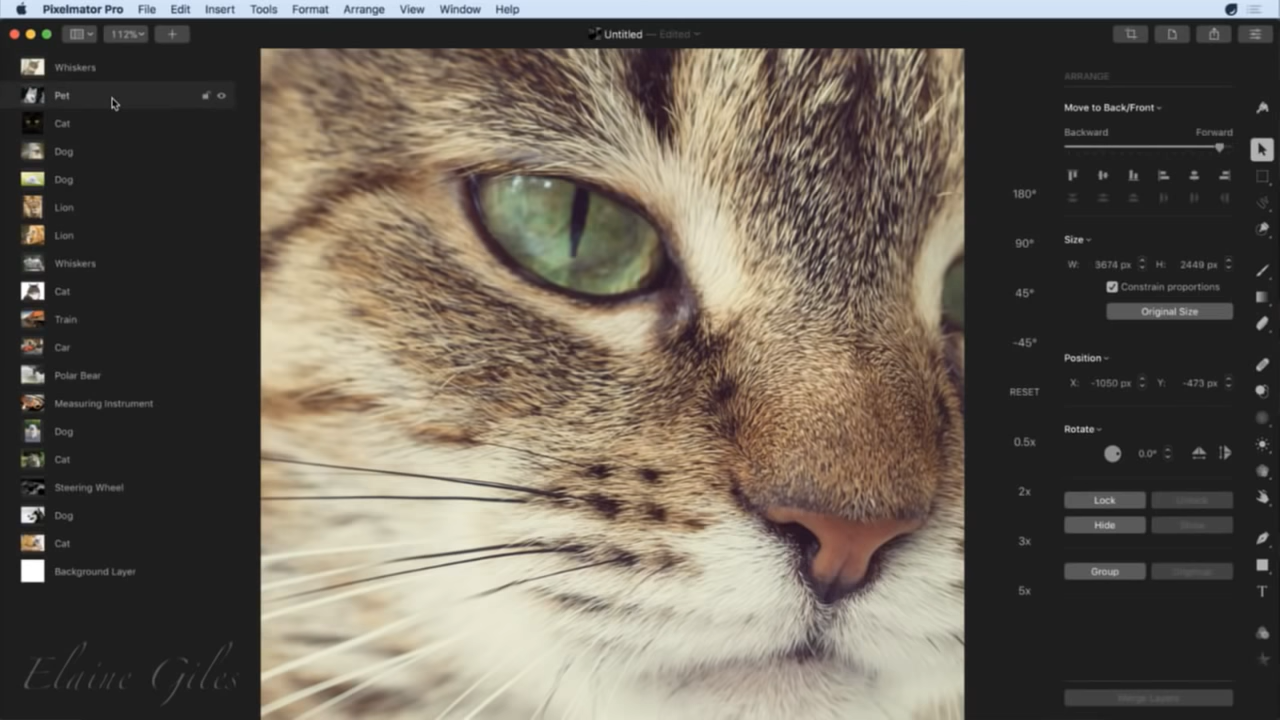 Pixelmator Pro File Edit Insert Tools Format Arrange View Window Help
112% Untitled — Edited
Whiskers
Pet
Cat
Dog
Dog
Lion
Lion
Whiskers
Cat
Train
Car
Polar Bear
Measuring Instrument
Dog
Cat
Steering Wheel
Dog
Cat
Background Layer
Elaine Giles
180°
90°
45°
-45°
RESET
0.5x
2x
3x
5x
ARRANGE
Move to Back/Front
Backward Forward
Size
W: 3674 px H: 2449 px
Constrain proportions
Original Size
Position
X: -1050 px Y: -473 px
Rotate
0.0°
Lock Unlock
Hide Show
Group Ungroup
Merge Layers
T